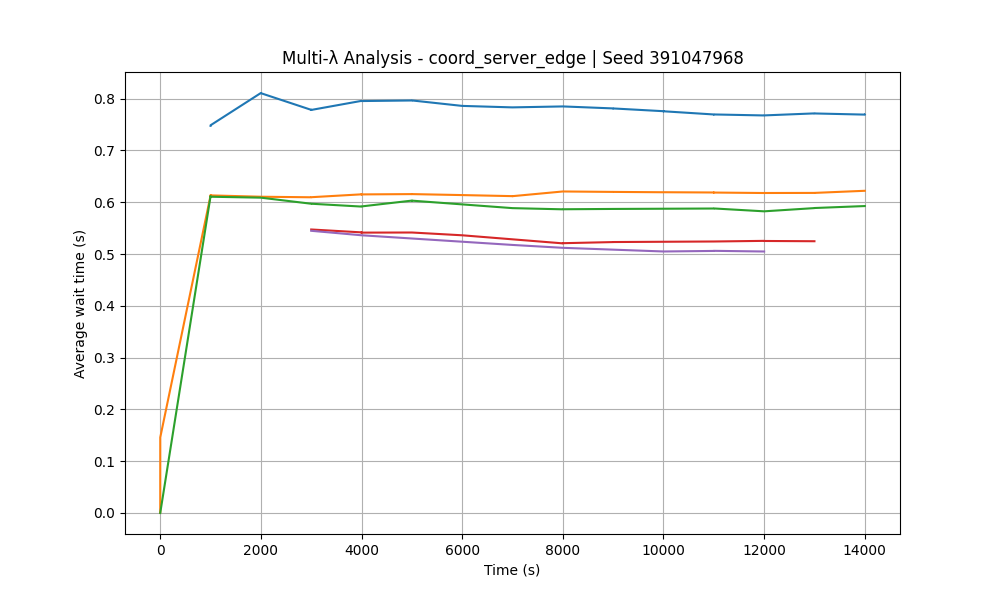 Multi-λ Analysis - coord_server_edge | Seed 391047968
Average wait time (s)
0.8
0.7
0.6
0.5
0.4
0.3
0.2
0.1
0.0
0 2000 4000 6000 8000 10000 12000 14000
Time (s)